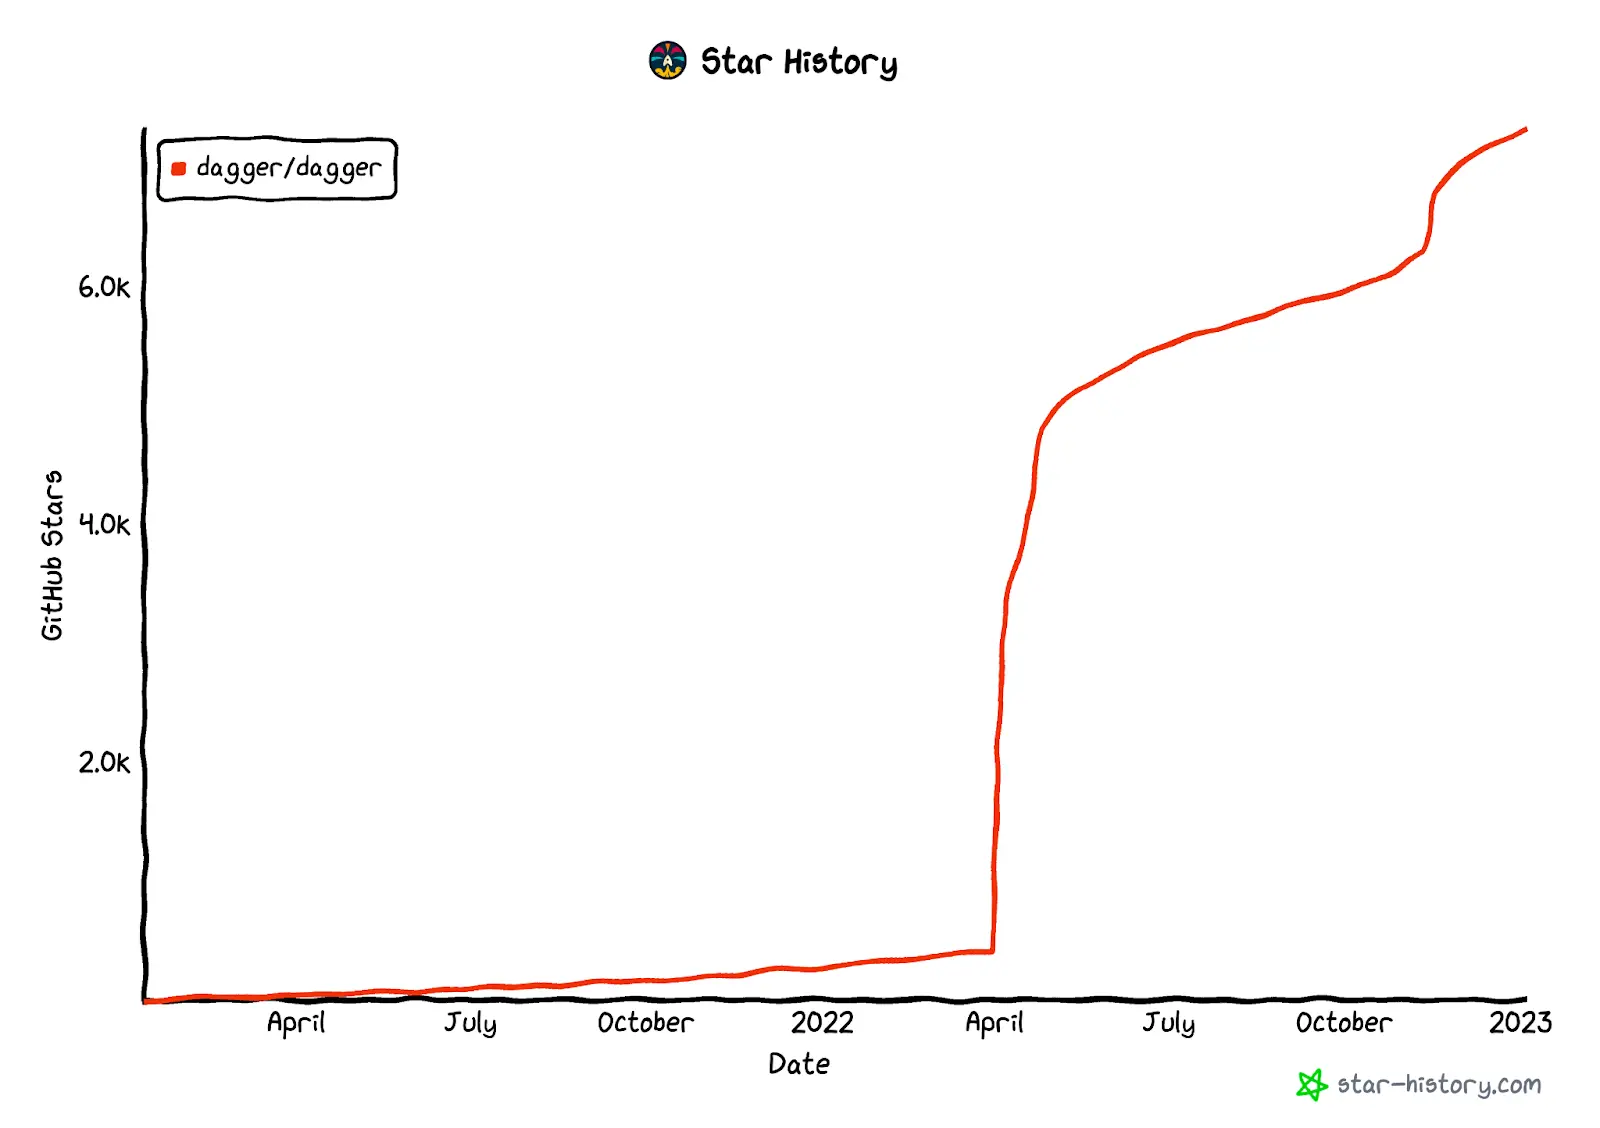 Star History
dagger/dagger
6.0K
4.0K
2.0K
GitHub Stars
April July October 2022 April July October 2023
Date
star-history.com